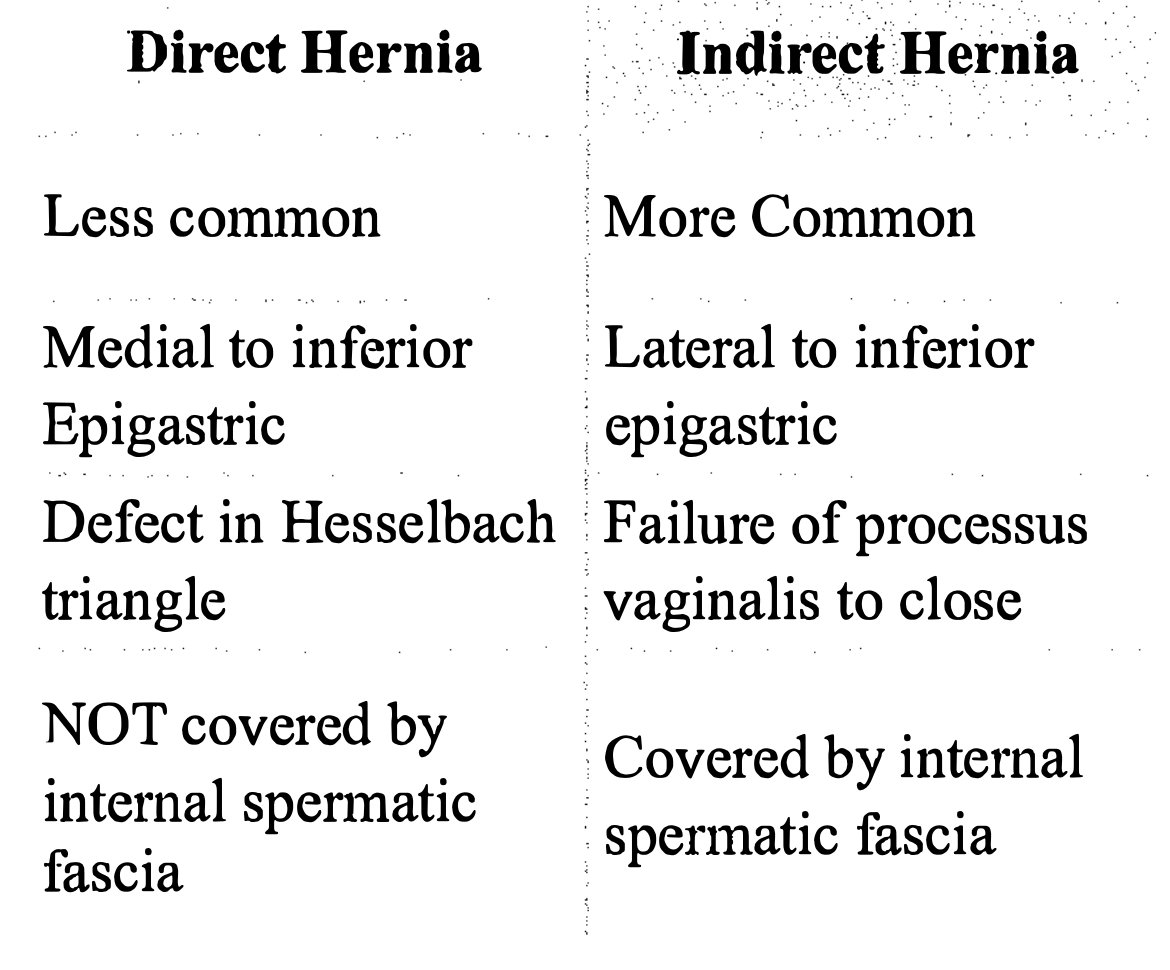 Direct Hernia
Indirect Hernia
Less common
More Common
Medial to inferior
Epigastric
Lateral to inferior
epigastric
Defect in Hesselbach
triangle
Failure of processus
vaginalis to close
NOT covered by
internal spermatic
fascia
Covered by internal
spermatic fascia